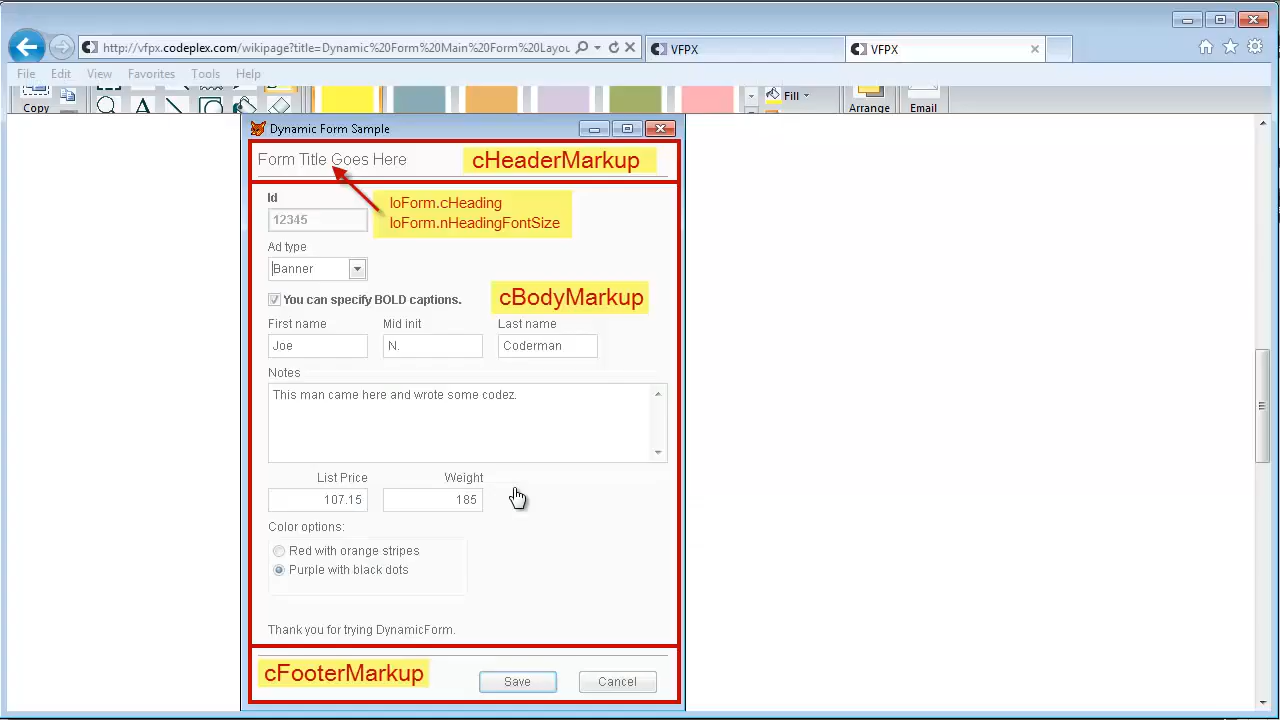 http://vfpx.codeplex.com/wikipage?title=Dynamic%20Form%20Main%20Form%20Layou
VFPX
VFPX
File Edit View Favorites Tools Help
Copy
Fill
Arrange
Email
Dynamic Form Sample
Form Title Goes Here
cHeaderMarkup
Id
loForm.cHeading
12345
loForm.nHeadingFontSize
Ad type
Banner
You can specify BOLD captions.
cBodyMarkup
First name Mid init Last name
Joe N. Coderman
Notes
This man came here and wrote some codez.
List Price Weight
107.15 185
Color options:
Red with orange stripes
Purple with black dots
Thank you for trying DynamicForm.
cFooterMarkup
Save Cancel